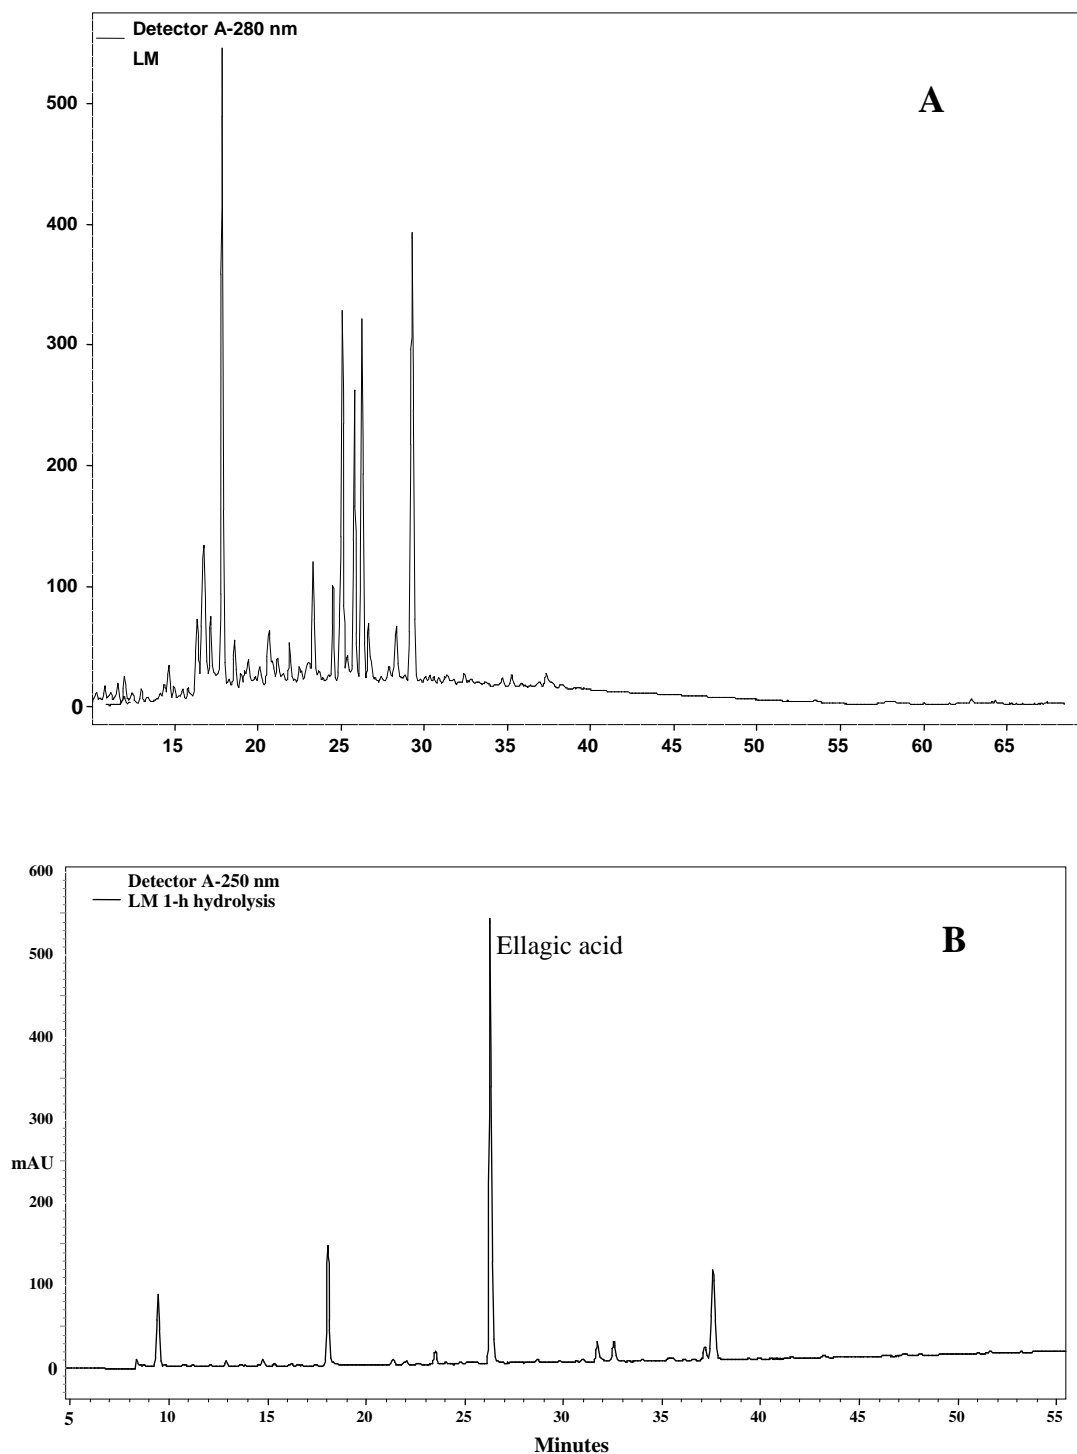 Detector A-280 nm
LM
A
500
400
300
200
100
0
15 20 25 30 35 40 45 50 55 60 65
600
Detector A-250 nm
LM 1-h hydrolysis
B
Ellagic acid
500
400
300
mAU
200
100
0
5 10 15 20 25 30 35 40 45 50 55
Minutes